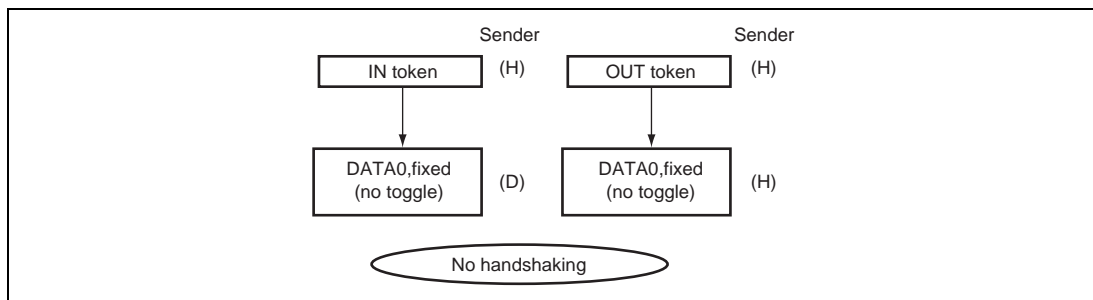 Sender Sender
IN token (H) OUT token (H)
DATA0,fixed
(no toggle) (D) DATA0,fixed
(no toggle) (H)
No handshaking